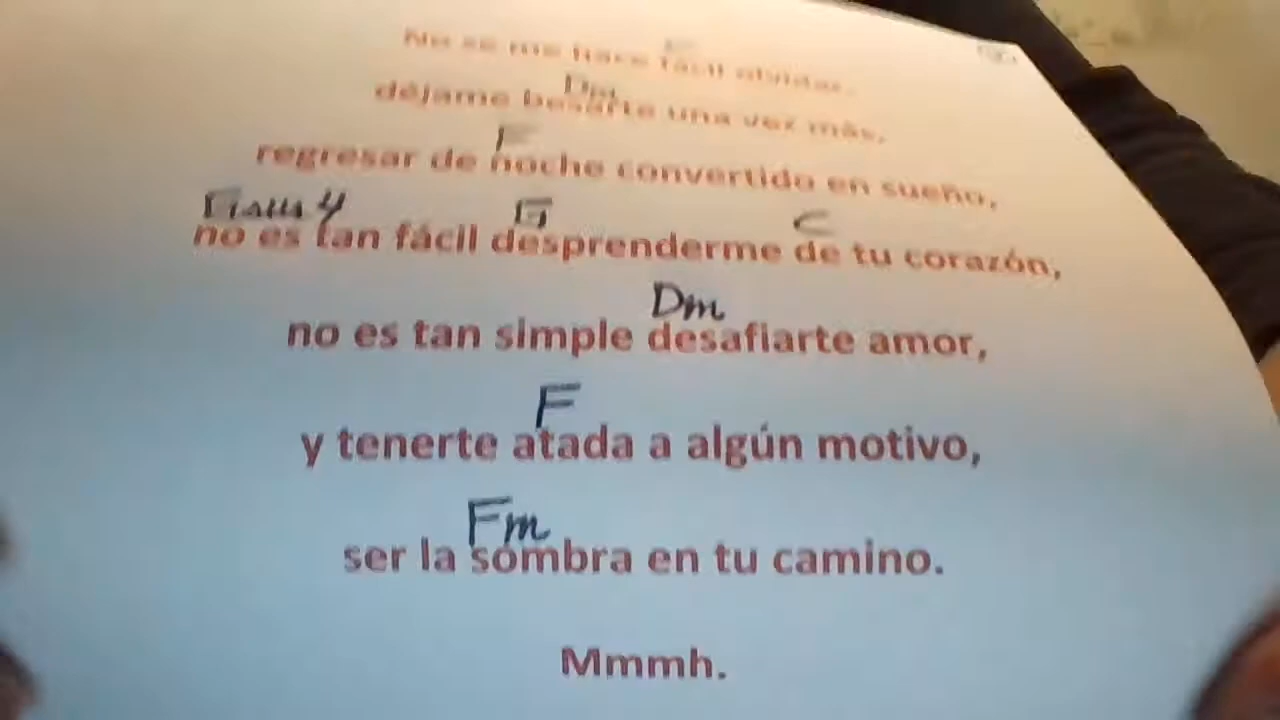 No se me hace fácil olvidar,
Dm
déjame besarte una vez más,
F
regresar de noche convertido en sueño,
G C
no es tan fácil desprenderme de tu corazón,
Dm
no es tan simple desafiarte amor,
F
y tenerte atada a algún motivo,
Fm
ser la sombra en tu camino.
Mmmh.